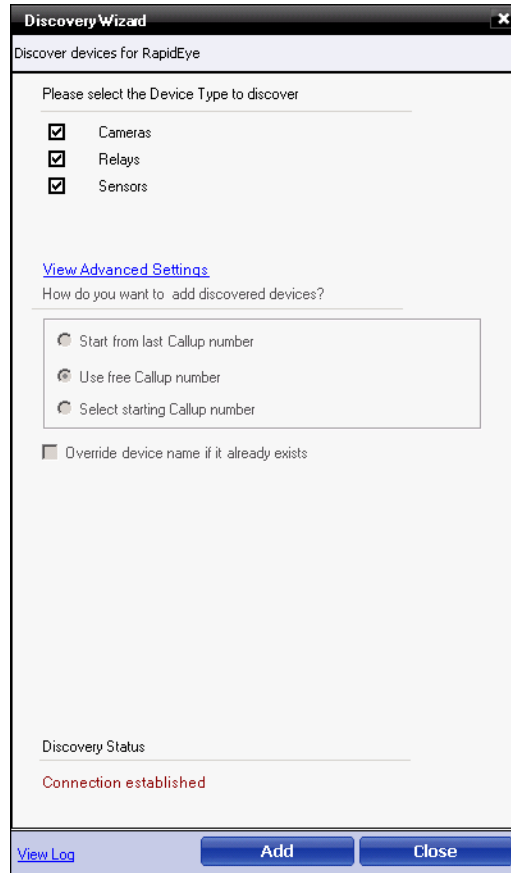 Discovery Wizard
Discover devices for RapidEye
Please select the Device Type to discover
Cameras
Relays
Sensors
View Advanced Settings
How do you want to add discovered devices?
Start from last Callup number
Use free Callup number
Select starting Callup number
Override device name if it already exists
Discovery Status
Connection established
View Log
Add
Close